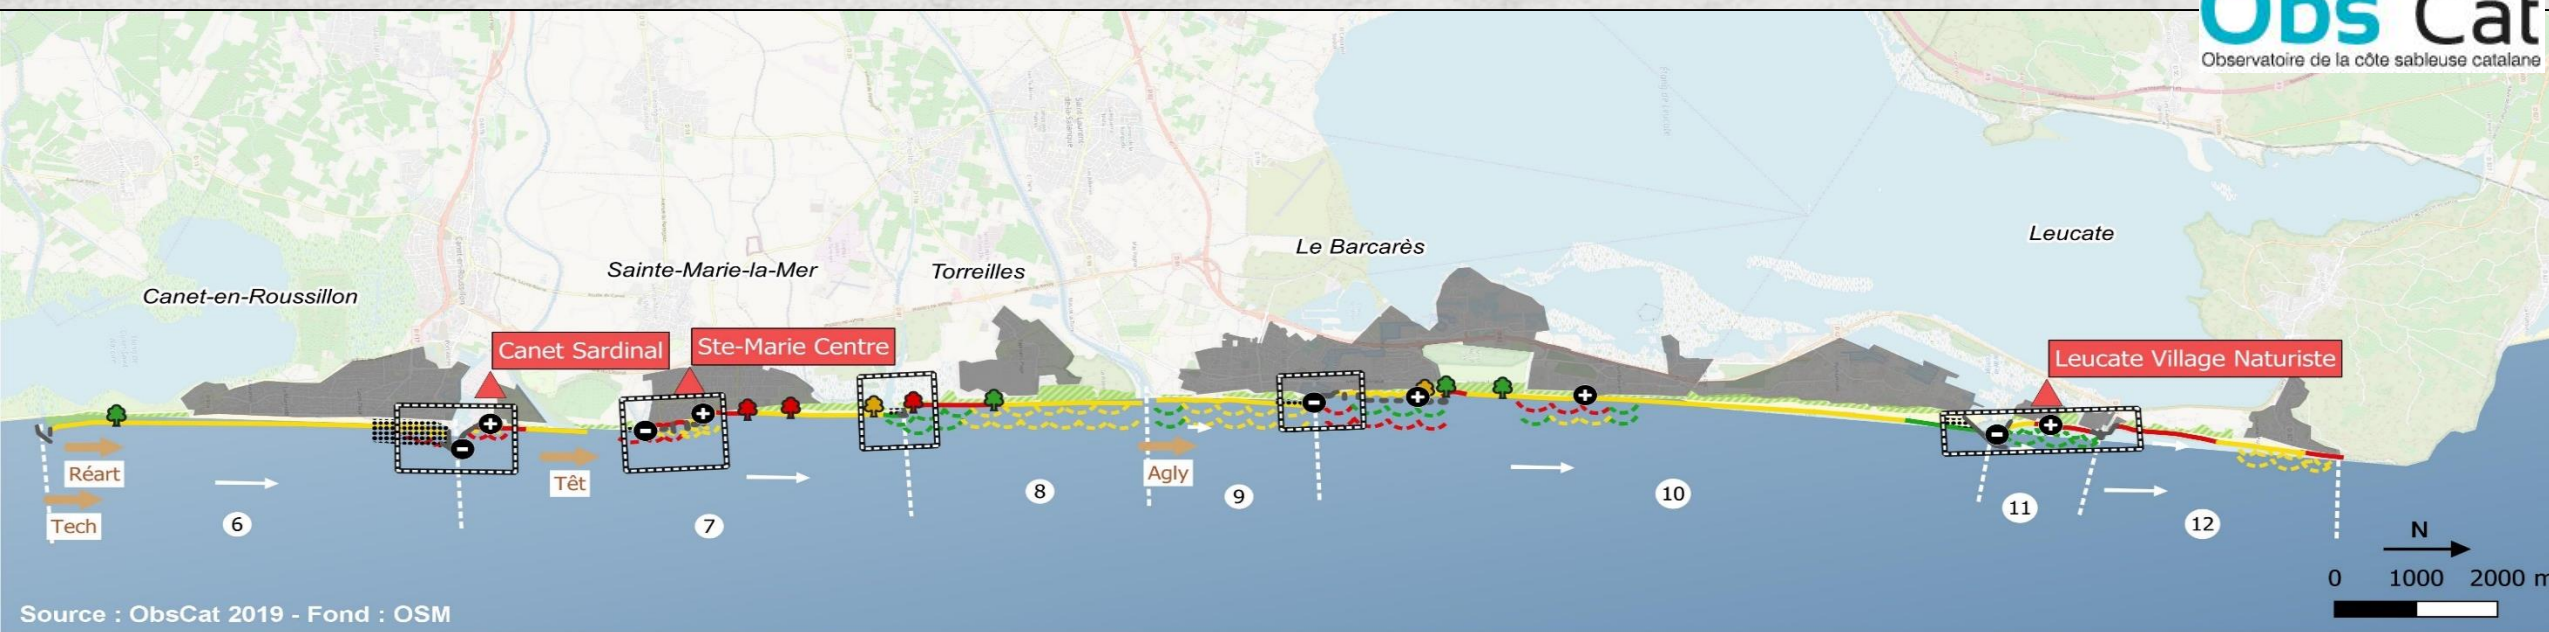 Obs Cat
Observatoire de la côte sableuse catalane
Leucate
Le Barcarès
Sainte-Marie-la-Mer
Torreilles
Canet-en-Roussillon
Canet Sardinal
Ste-Marie Centre
Leucate Village Naturiste
Réart
Têt
Agly
Tech
6
7
8
9
10
11
12
N
0 1000 2000 m
Source : ObsCat 2019 - Fond : OSM